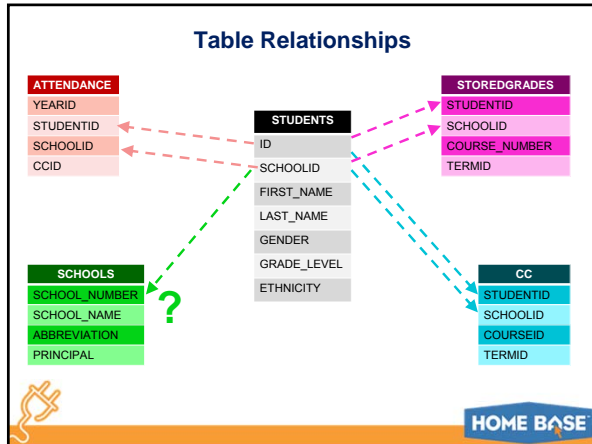 Table Relationships
ATTENDANCE
YEARID
STUDENTID
SCHOOLID
CCID
STUDENTS
ID
SCHOOLID
FIRST_NAME
LAST_NAME
GENDER
GRADE_LEVEL
ETHNICITY
STOREDGRADES
STUDENTID
SCHOOLID
COURSE_NUMBER
TERMID
SCHOOLS
SCHOOL_NUMBER
SCHOOL_NAME
ABBREVIATION
PRINCIPAL
?
CC
STUDENTID
SCHOOLID
COURSEID
TERMID
HOME BASE